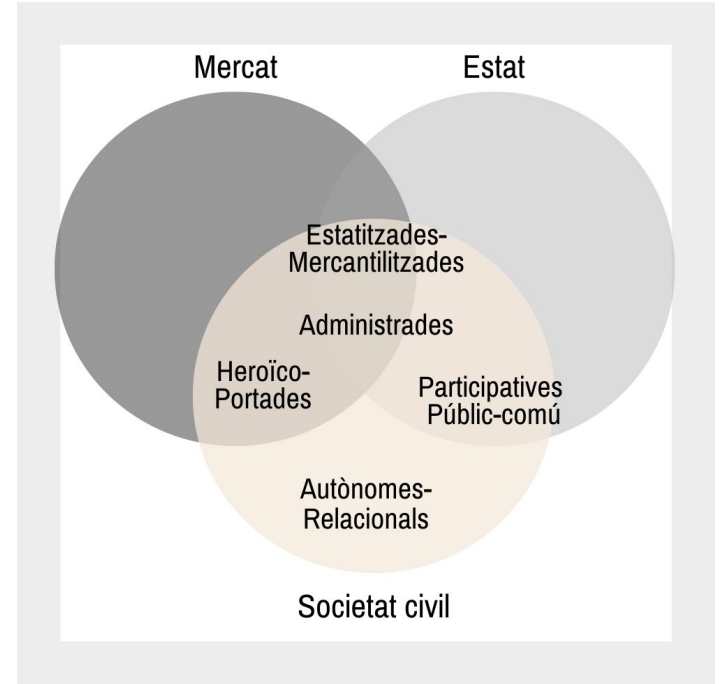 Mercat
Estat
Estatitzades-
Mercantilitzades
Administrades
Heroïco-
Portades
Participatives
Públic-comú
Autònomes-
Relacionals
Societat civil